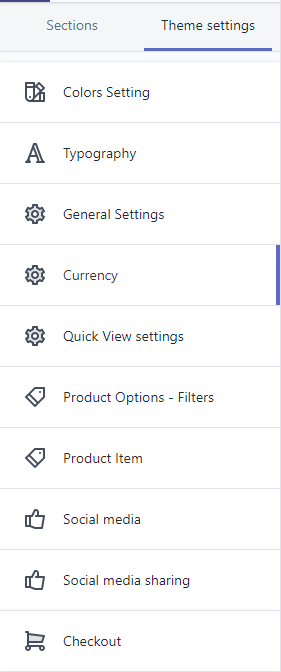 Sections
Theme settings
Colors Setting
Typography
General Settings
Currency
Quick View settings
Product Options - Filters
Product Item
Social media
Social media sharing
Checkout